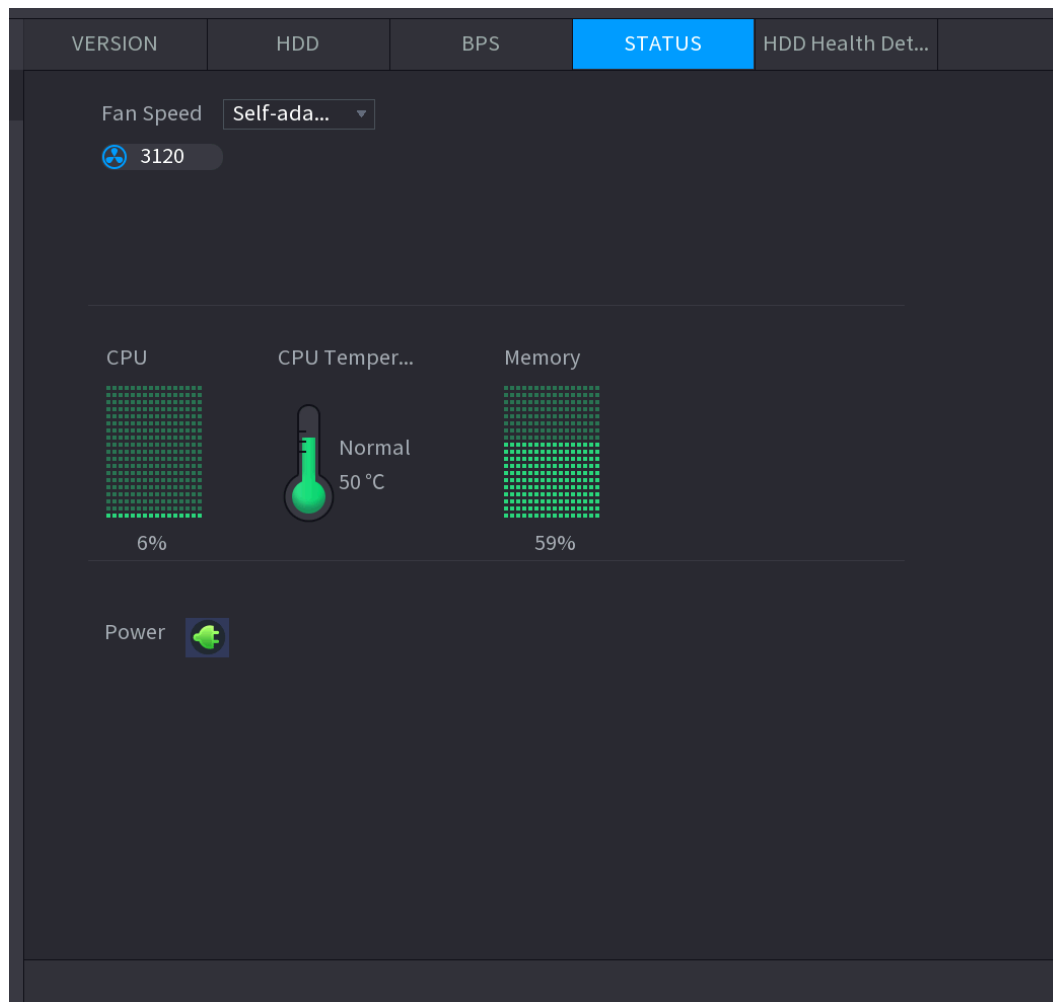 VERSION HDD BPS STATUS HDD Health Det...
Fan Speed Self-ada...
3120
CPU CPU Temper... Memory
Normal
50 °C
6% 59%
Power